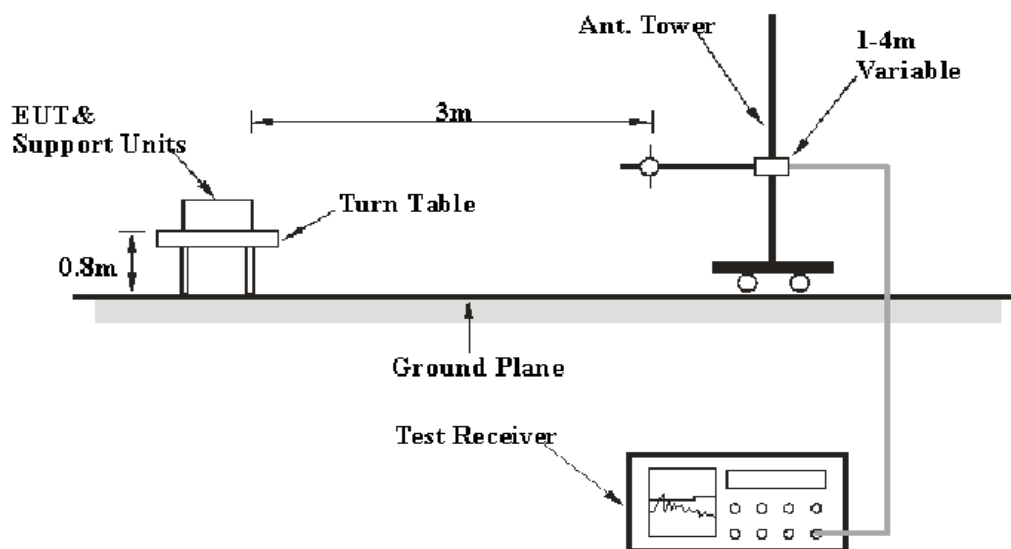 Ant. Tower
1-4m
Variable
EUT&
Support Units
3m
Turn Table
0.8m
Ground Plane
Test Receiver